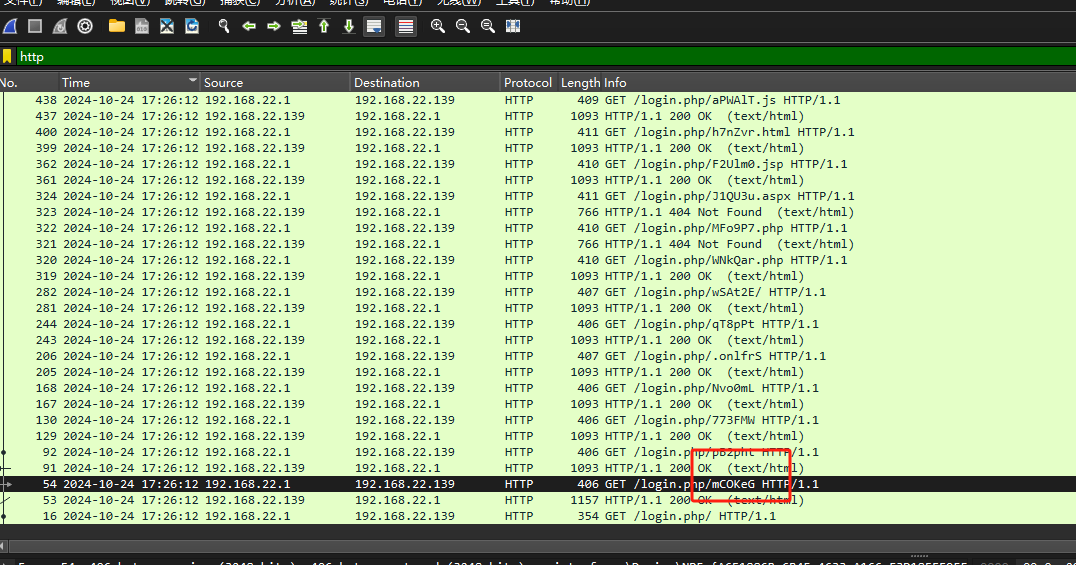 文件(F) 编辑(E) 视图(V) 跳转(G) 捕获(C) 分析(A) 统计(S) 电话(Y) 无线(W) 工具(T) 帮助(H)
http
No. Time Source Destination Protocol Length Info
438 2024-10-24 17:26:12 192.168.22.1 192.168.22.139 HTTP 409 GET /login.php/aPWAlT.js HTTP/1.1
437 2024-10-24 17:26:12 192.168.22.139 192.168.22.1 HTTP 1093 HTTP/1.1 200 OK (text/html)
400 2024-10-24 17:26:12 192.168.22.1 192.168.22.139 HTTP 411 GET /login.php/h7nZvr.html HTTP/1.1
399 2024-10-24 17:26:12 192.168.22.139 192.168.22.1 HTTP 1093 HTTP/1.1 200 OK (text/html)
362 2024-10-24 17:26:12 192.168.22.1 192.168.22.139 HTTP 410 GET /login.php/F2Ulm0.jsp HTTP/1.1
361 2024-10-24 17:26:12 192.168.22.139 192.168.22.1 HTTP 1093 HTTP/1.1 200 OK (text/html)
324 2024-10-24 17:26:12 192.168.22.1 192.168.22.139 HTTP 411 GET /login.php/J1QU3u.aspx HTTP/1.1
323 2024-10-24 17:26:12 192.168.22.139 192.168.22.1 HTTP 766 HTTP/1.1 404 Not Found (text/html)
322 2024-10-24 17:26:12 192.168.22.1 192.168.22.139 HTTP 410 GET /login.php/MFo9P7.php HTTP/1.1
321 2024-10-24 17:26:12 192.168.22.139 192.168.22.1 HTTP 766 HTTP/1.1 404 Not Found (text/html)
320 2024-10-24 17:26:12 192.168.22.1 192.168.22.139 HTTP 410 GET /login.php/WNkQar.php HTTP/1.1
319 2024-10-24 17:26:12 192.168.22.139 192.168.22.1 HTTP 1093 HTTP/1.1 200 OK (text/html)
282 2024-10-24 17:26:12 192.168.22.1 192.168.22.139 HTTP 407 GET /login.php/wSAt2E/ HTTP/1.1
281 2024-10-24 17:26:12 192.168.22.139 192.168.22.1 HTTP 1093 HTTP/1.1 200 OK (text/html)
244 2024-10-24 17:26:12 192.168.22.1 192.168.22.139 HTTP 406 GET /login.php/qT8pPt HTTP/1.1
243 2024-10-24 17:26:12 192.168.22.139 192.168.22.1 HTTP 1093 HTTP/1.1 200 OK (text/html)
206 2024-10-24 17:26:12 192.168.22.1 192.168.22.139 HTTP 407 GET /login.php/.onlfrS HTTP/1.1
205 2024-10-24 17:26:12 192.168.22.139 192.168.22.1 HTTP 1093 HTTP/1.1 200 OK (text/html)
168 2024-10-24 17:26:12 192.168.22.1 192.168.22.139 HTTP 406 GET /login.php/Nvo0mL HTTP/1.1
167 2024-10-24 17:26:12 192.168.22.139 192.168.22.1 HTTP 1093 HTTP/1.1 200 OK (text/html)
130 2024-10-24 17:26:12 192.168.22.1 192.168.22.139 HTTP 406 GET /login.php/773FMW HTTP/1.1
129 2024-10-24 17:26:12 192.168.22.139 192.168.22.1 HTTP 1093 HTTP/1.1 200 OK (text/html)
92 2024-10-24 17:26:12 192.168.22.1 192.168.22.139 HTTP 406 GET /login.php/pB2pht HTTP/1.1
91 2024-10-24 17:26:12 192.168.22.139 192.168.22.1 HTTP 1093 HTTP/1.1 200 OK (text/html)
54 2024-10-24 17:26:12 192.168.22.1 192.168.22.139 HTTP 406 GET /login.php/mCOKeG HTTP/1.1
53 2024-10-24 17:26:12 192.168.22.139 192.168.22.1 HTTP 1157 HTTP/1.1 200 OK (text/html)
16 2024-10-24 17:26:12 192.168.22.1 192.168.22.139 HTTP 354 GET /login.php/ HTTP/1.1